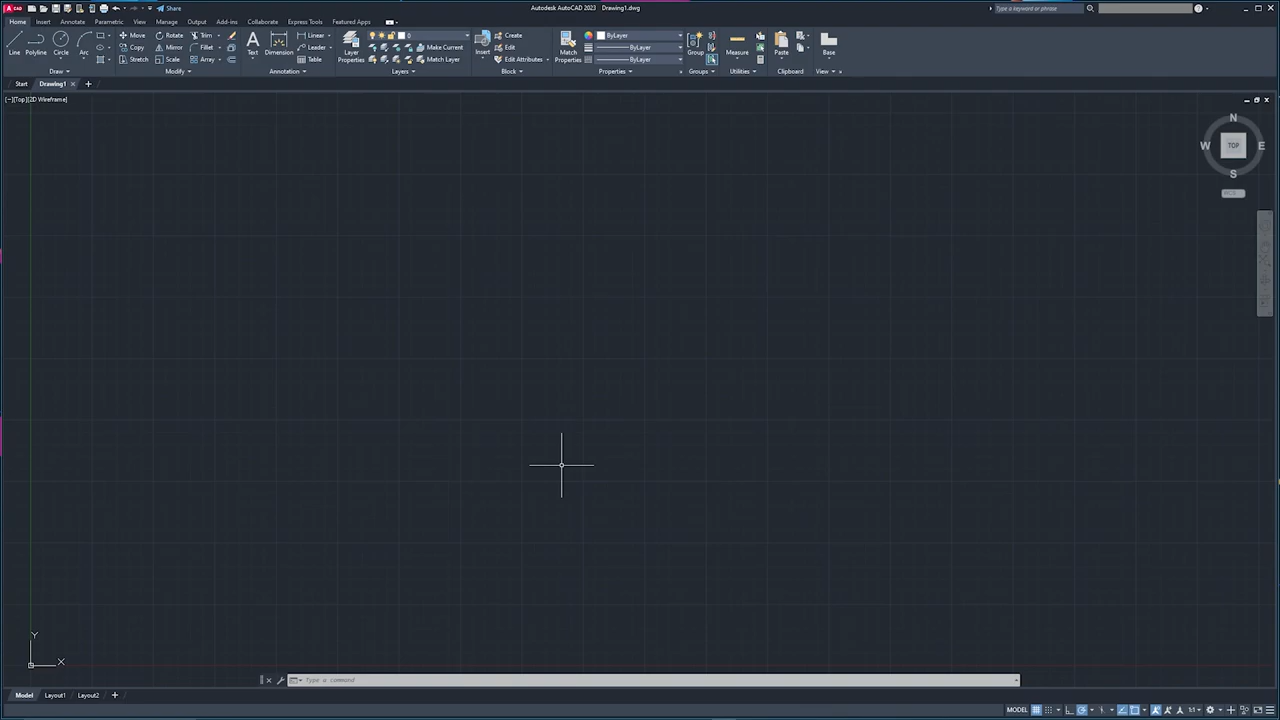 CAD Share Autodesk AutoCAD 2023 Drawing1.dwg Type a keyword or phrase
Home Insert Annotate Parametric View Manage Output Add-ins Collaborate Express Tools Featured Apps
Line Polyline Circle Arc
Move Rotate Trim
Copy Mirror Fillet
Stretch Scale Array
Text Dimension
Linear
Leader
Table
Layer Properties
0
Make Current
Match Layer
Insert
Create
Edit
Edit Attributes
Match Properties
ByLayer
ByLayer
ByLayer
Group
Measure
Paste
Base
Draw Modify Annotation Layers Block Properties Groups Utilities Clipboard View
Start Drawing1
[−][Top][2D Wireframe]
N
W TOP E
S
Y
X
Type a command
Model Layout1 Layout2
MODEL 1:1